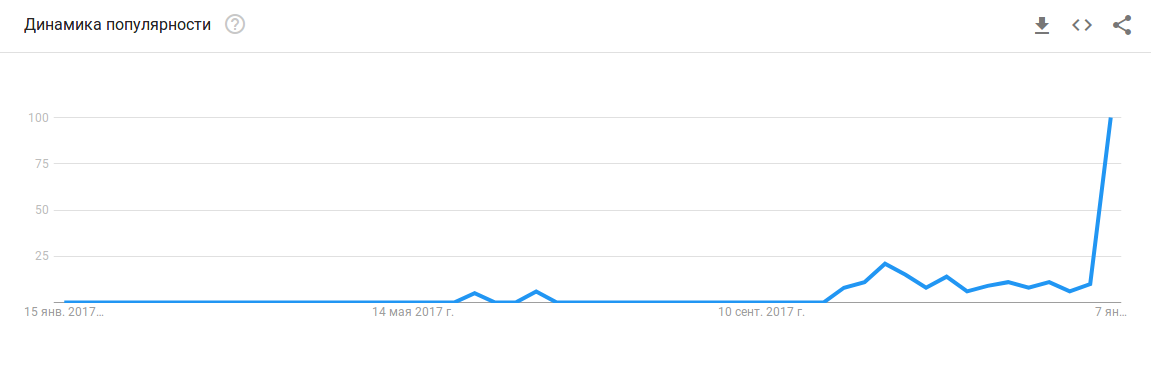 Динамика популярности ?
100
75
50
25
15 янв. 2017…
14 мая 2017 г.
10 сент. 2017 г.
7 ян…